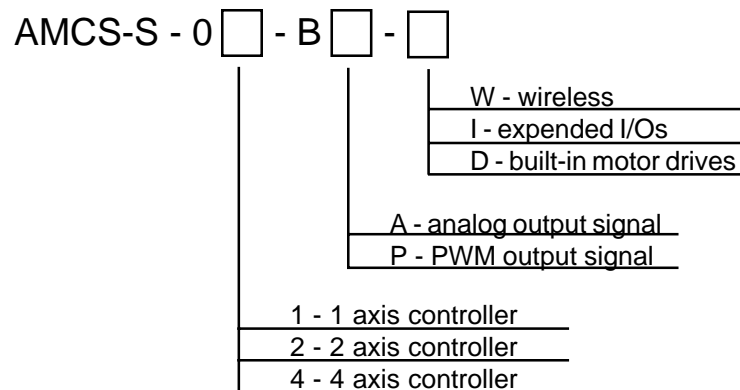 AMCS-S - 0 - B -
W - wireless
I - expended I/Os
D - built-in motor drives
A - analog output signal
P - PWM output signal
1 - 1 axis controller
2 - 2 axis controller
4 - 4 axis controller